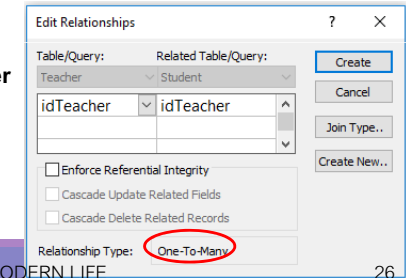 Edit Relationships ? ×
Table/Query: Related Table/Query:
Teacher Student
idTeacher idTeacher
Create
Cancel
Join Type..
Create New..
Enforce Referential Integrity
Cascade Update Related Fields
Cascade Delete Related Records
Relationship Type: One-To-Many
er
ODERN LIFE 26